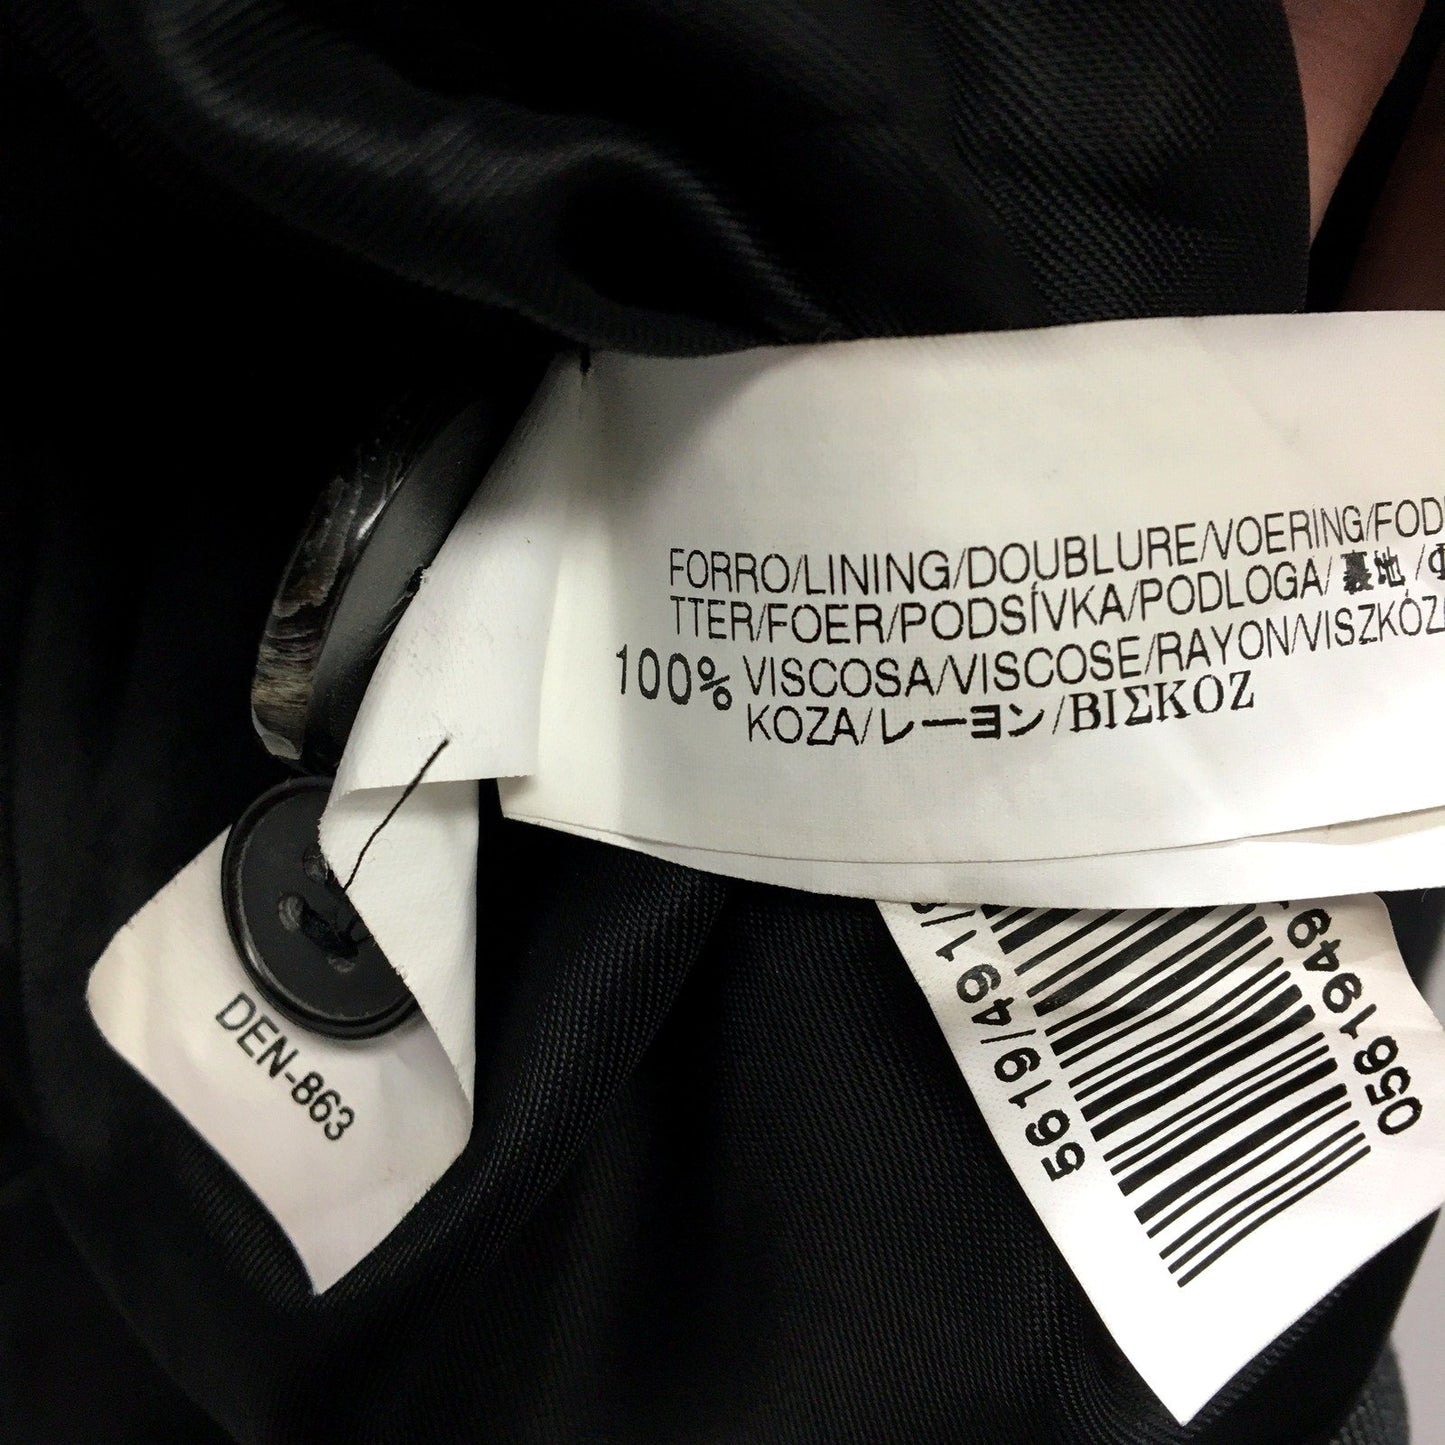 FORRO/LINING/DOUBLURE/VOERING/FOD
TTER/FOER/PODSÍVKA/PODLOGA/裏地/Φ
100% VISCOSA/VISCOSE/RAYON/VISZKÓZ/
KOZA/レーヨン/ΒΙΣΚΟΖ
DEN-863
5619/491/
0561949